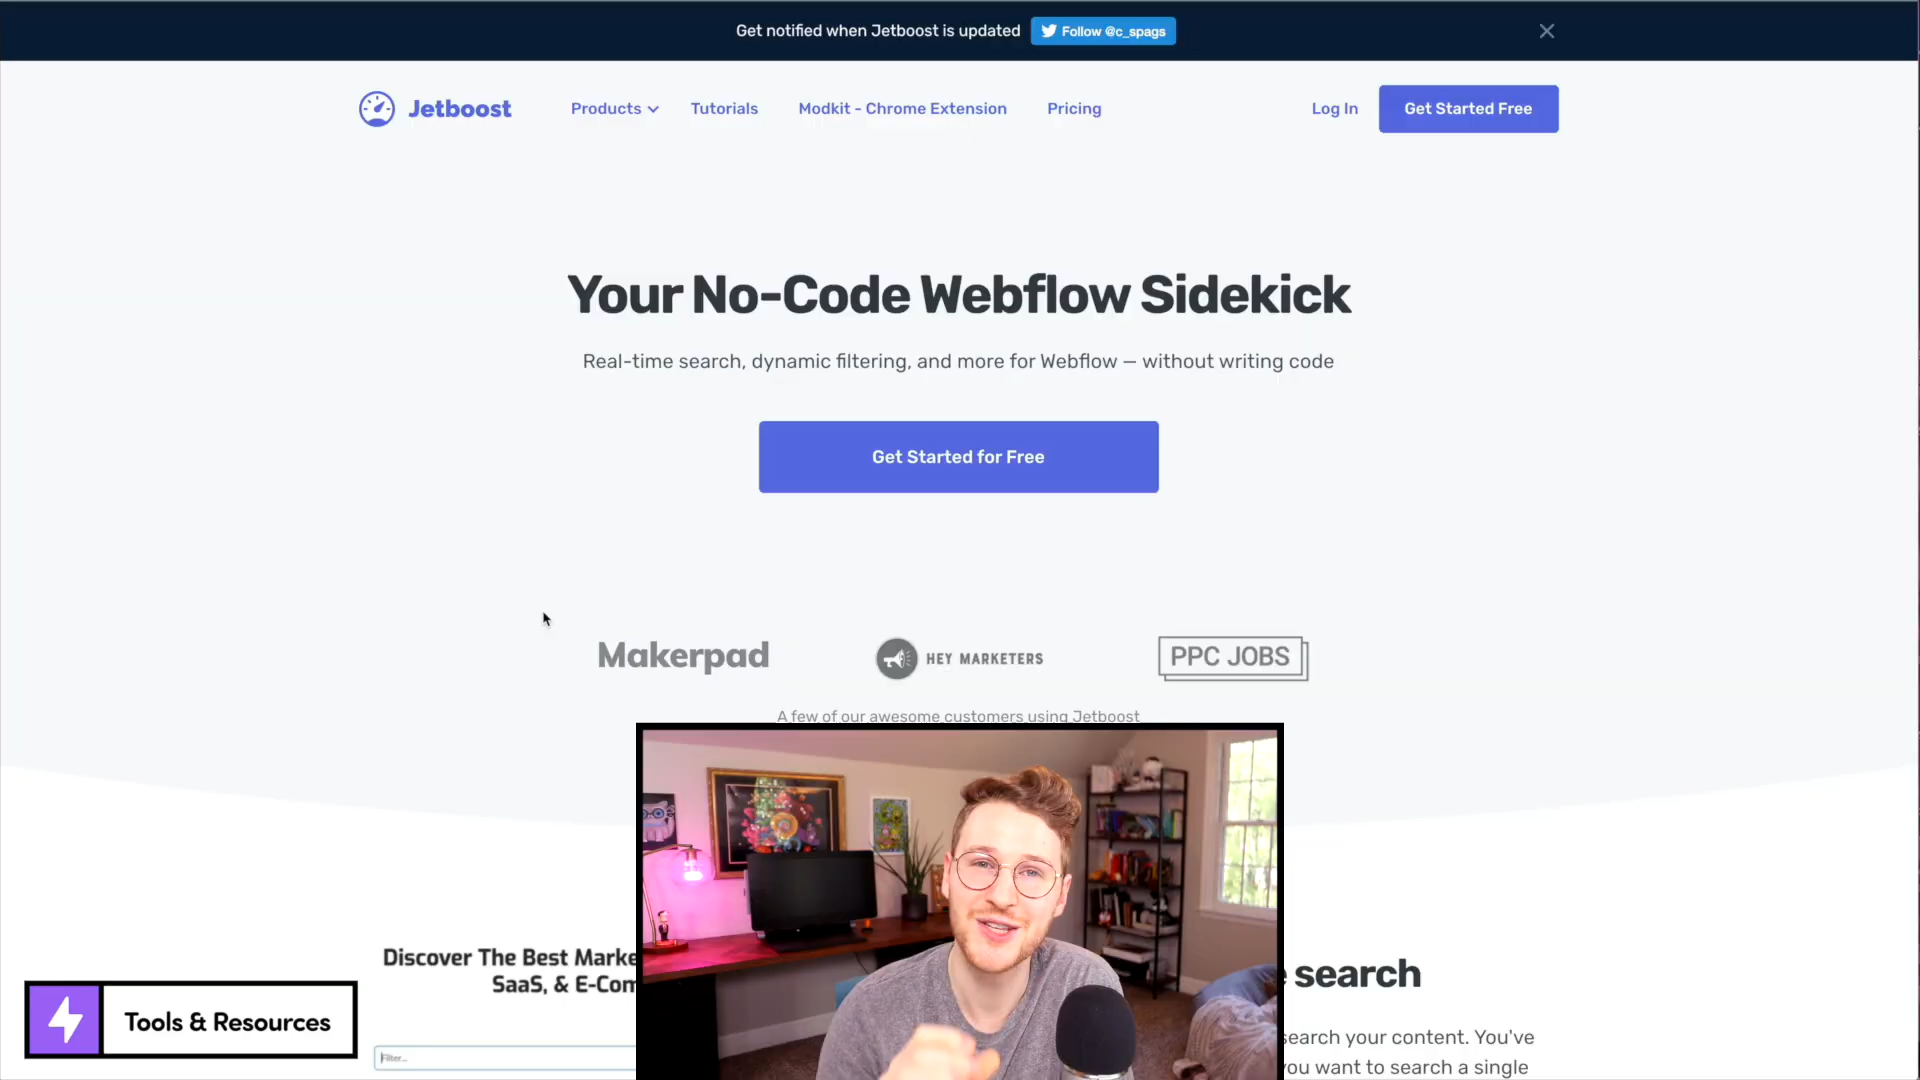 Get notified when Jetboost is updated
Follow @c_spags
Jetboost
Products
Tutorials
Modkit - Chrome Extension
Pricing
Log In
Get Started Free
Your No-Code Webflow Sidekick
Real-time search, dynamic filtering, and more for Webflow — without writing code
Get Started for Free
Makerpad
HEY MARKETERS
PPC JOBS
A few of our awesome customers using Jetboost
Discover The Best Marke
SaaS, & E-Com
Filter...
search
search your content. You've
you want to search a single
Tools & Resources